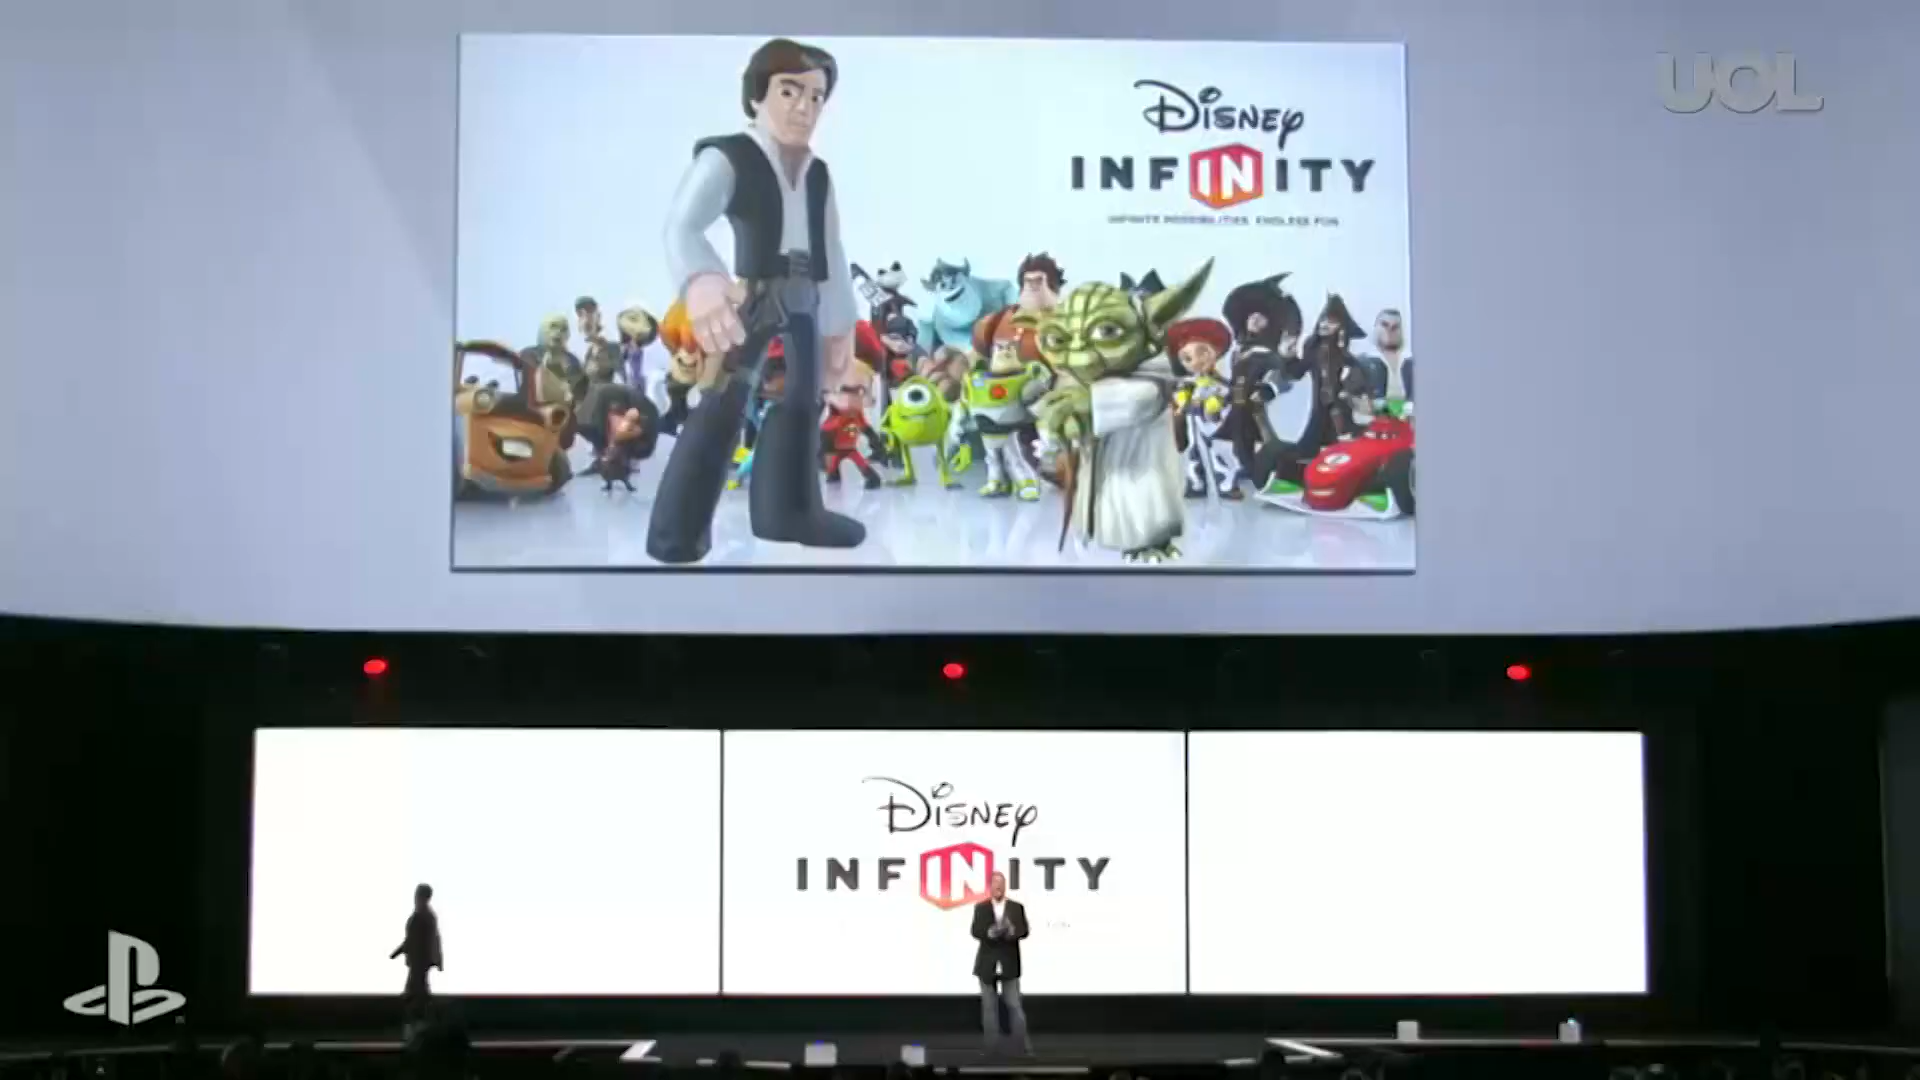 UOL
Disney
INFINITY
INFINITE POSSIBILITIES. ENDLESS FUN
Disney
INFINITY